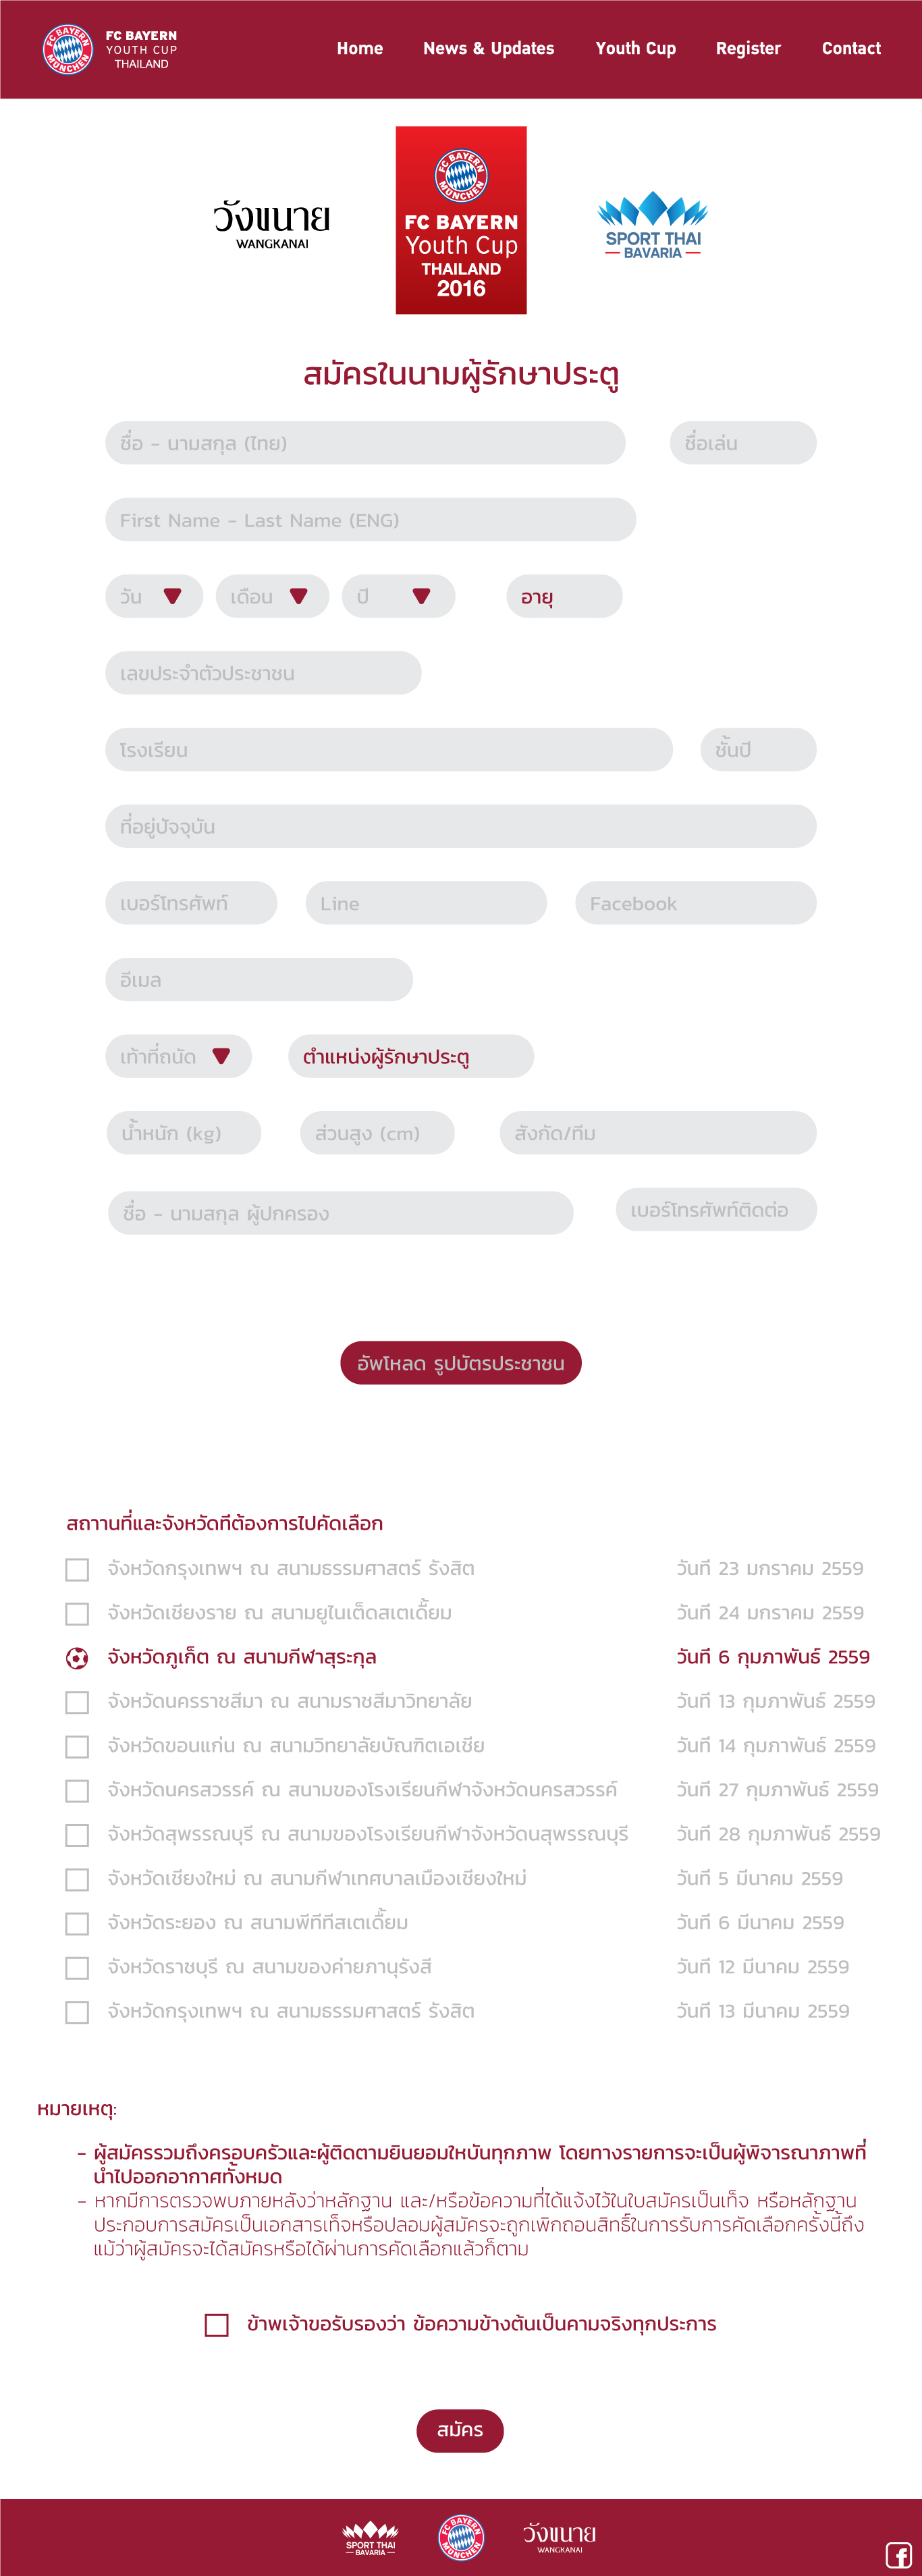 FC BAYERN
YOUTH CUP
THAILAND
Home News & Updates Youth Cup Register Contact
วังขนาย
WANGKANAI
FC BAYERN MÜNCHEN
FC BAYERN
Youth Cup
THAILAND
2016
SPORT THAI
BAVARIA
สมัครในนามผู้รักษาประตู
ชื่อ - นามสกุล (ไทย) ชื่อเล่น
First Name - Last Name (ENG)
วัน เดือน ปี อายุ
เลขประจำตัวประชาชน
โรงเรียน ชั้นปี
ที่อยู่ปัจจุบัน
เบอร์โทรศัพท์ Line Facebook
อีเมล
เท้าที่ถนัด ตำแหน่งผู้รักษาประตู
น้ำหนัก (kg) ส่วนสูง (cm) สังกัด/ทีม
ชื่อ - นามสกุล ผู้ปกครอง เบอร์โทรศัพท์ติดต่อ
อัพโหลด รูปบัตรประชาชน
สถาานที่และจังหวัดทีต้องการไปคัดเลือก
จังหวัดกรุงเทพฯ ณ สนามธรรมศาสตร์ รังสิต วันที 23 มกราคม 2559
จังหวัดเชียงราย ณ สนามยูไนเต็ดสเตเดี้ยม วันที 24 มกราคม 2559
จังหวัดภูเก็ต ณ สนามกีฬาสุระกุล วันที 6 กุมภาพันธ์ 2559
จังหวัดนครราชสีมา ณ สนามราชสีมาวิทยาลัย วันที 13 กุมภาพันธ์ 2559
จังหวัดขอนแก่น ณ สนามวิทยาลัยบัณฑิตเอเชีย วันที 14 กุมภาพันธ์ 2559
จังหวัดนครสวรรค์ ณ สนามของโรงเรียนกีฬาจังหวัดนครสวรรค์ วันที 27 กุมภาพันธ์ 2559
จังหวัดสุพรรณบุรี ณ สนามของโรงเรียนกีฬาจังหวัดนสุพรรณบุรี วันที 28 กุมภาพันธ์ 2559
จังหวัดเชียงใหม่ ณ สนามกีฬาเทศบาลเมืองเชียงใหม่ วันที 5 มีนาคม 2559
จังหวัดระยอง ณ สนามพีทีทีสเตเดี้ยม วันที 6 มีนาคม 2559
จังหวัดราชบุรี ณ สนามของค่ายภาณุรังสี วันที 12 มีนาคม 2559
จังหวัดกรุงเทพฯ ณ สนามธรรมศาสตร์ รังสิต วันที 13 มีนาคม 2559
หมายเหตุ:
- ผู้สมัครรวมถึงครอบครัวและผู้ติดตามยินยอมใหบันทุกภาพ โดยทางรายการจะเป็นผู้พิจารณาภาพที่
นำไปออกอากาศทั้งหมด
- หากมีการตรวจพบภายหลังว่าหลักฐาน และ/หรือข้อความที่ได้แจ้งไว้ในใบสมัครเป็นเท็จ หรือหลักฐาน
ประกอบการสมัครเป็นเอกสารเท็จหรือปลอมผู้สมัครจะถูกเพิกถอนสิทธิ์ในการรับการคัดเลือกครั้งนี้ถึง
แม้ว่าผู้สมัครจะได้สมัครหรือได้ผ่านการคัดเลือกแล้วก็ตาม
ข้าพเจ้าขอรับรองว่า ข้อความข้างต้นเป็นคามจริงทุกประการ
สมัคร
SPORT THAI
BAVARIA
FC BAYERN MÜNCHEN
วังขนาย
WANGKANAI